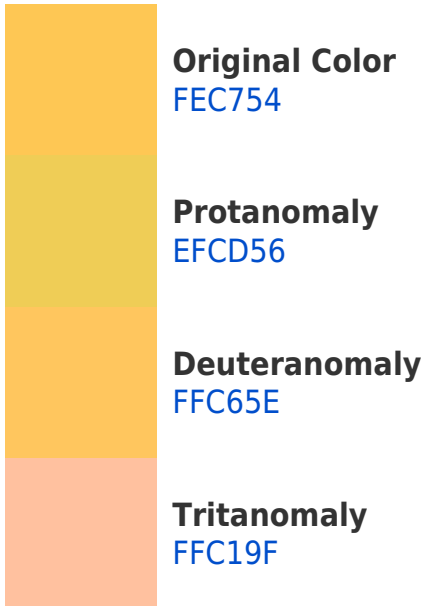 Original Color
FEC754
Protanomaly
EFCD56
Deuteranomaly
FFC65E
Tritanomaly
FFC19F